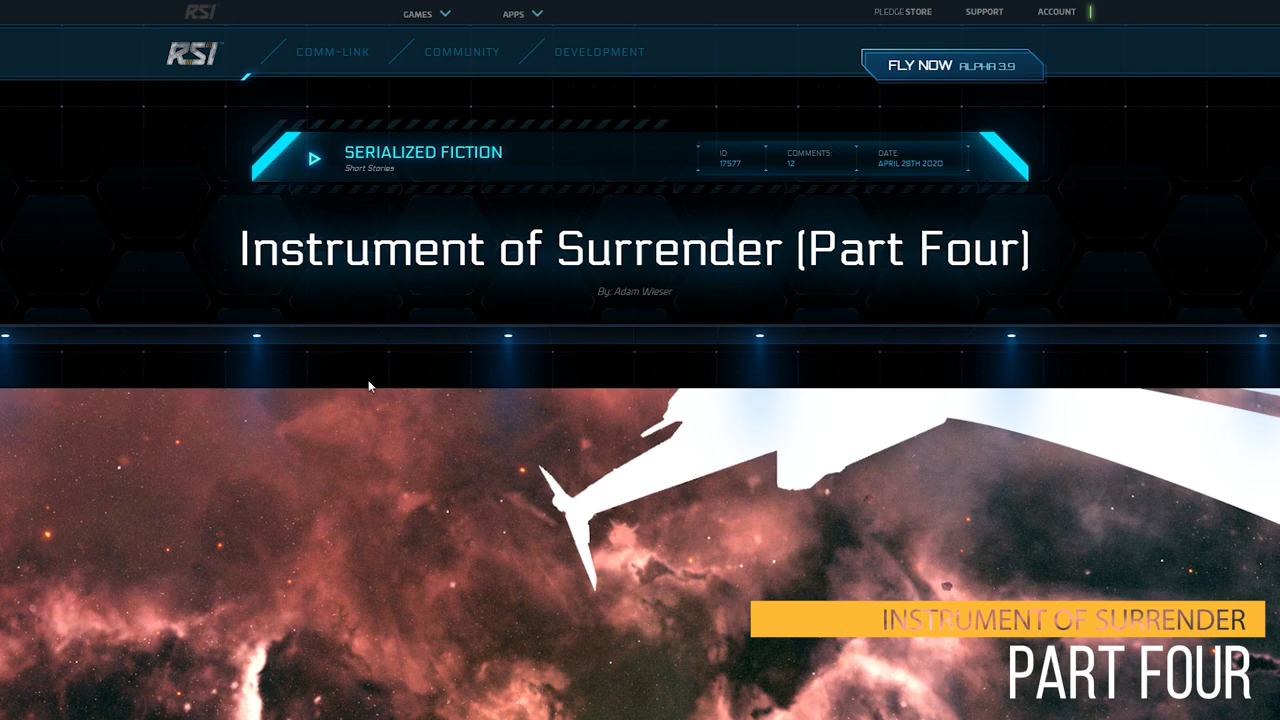 RSI
GAMES
APPS
PLEDGE STORE
SUPPORT
ACCOUNT
RSI
COMM-LINK
COMMUNITY
DEVELOPMENT
FLY NOW ALPHA 3.9
SERIALIZED FICTION
Short Stories
ID:
17577
COMMENTS:
12
DATE:
APRIL 28TH 2020
Instrument of Surrender (Part Four)
By: Adam Wieser
INSTRUMENT OF SURRENDER
PART FOUR